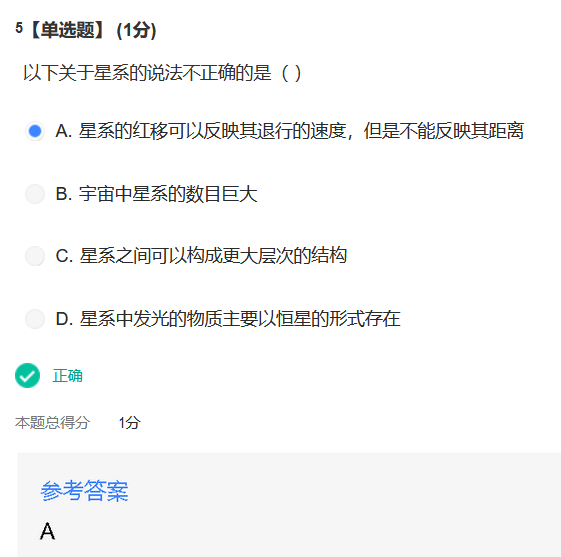 5【单选题】 (1分)
以下关于星系的说法不正确的是（ ）
A. 星系的红移可以反映其退行的速度，但是不能反映其距离
B. 宇宙中星系的数目巨大
C. 星系之间可以构成更大层次的结构
D. 星系中发光的物质主要以恒星的形式存在
正确
本题总得分 1分
参考答案
A